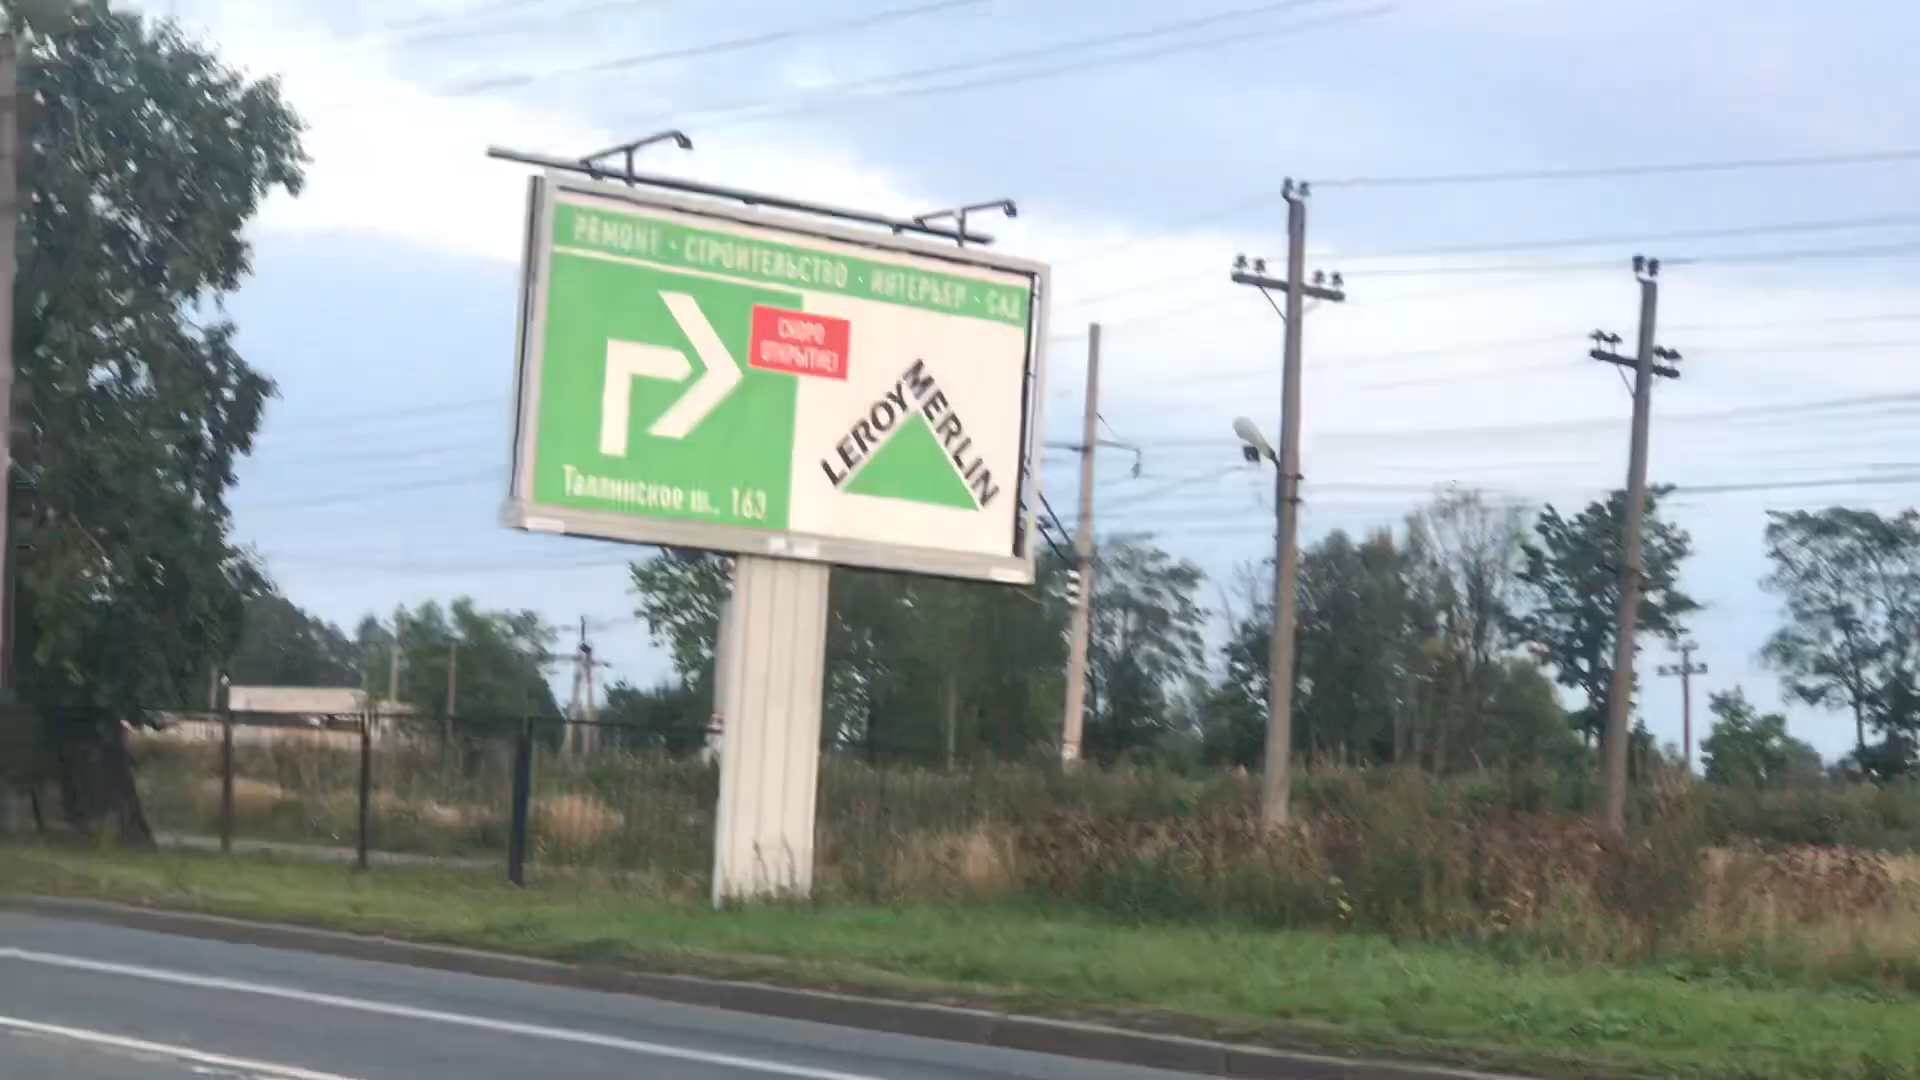 РЕМОНТ · СТРОИТЕЛЬСТВО · ИНТЕРЬЕР · САД
СКОРО
ОТКРЫТИЕ!
LEROY MERLIN
Таллинское ш., 163